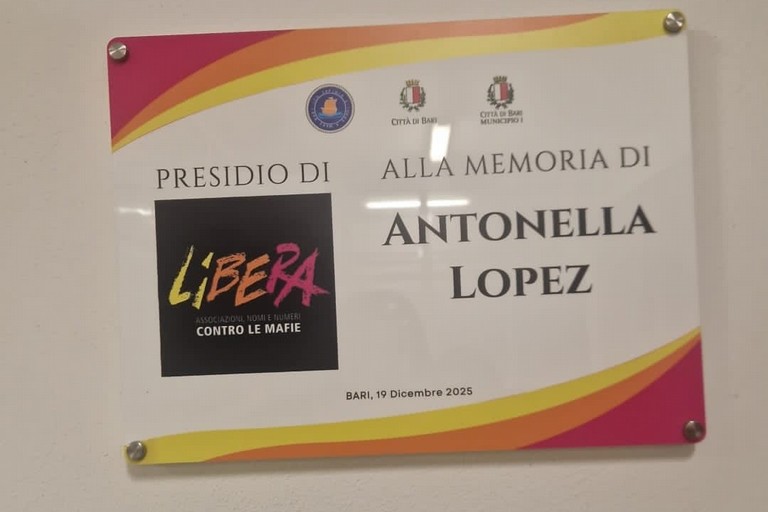 CITTÀ DI BARI
CITTÀ DI BARI
MUNICIPIO I
PRESIDIO DI
LiBERA
ASSOCIAZIONI, NOMI E NUMERI
CONTRO LE MAFIE
ALLA MEMORIA DI
ANTONELLA
LOPEZ
BARI, 19 Dicembre 2025